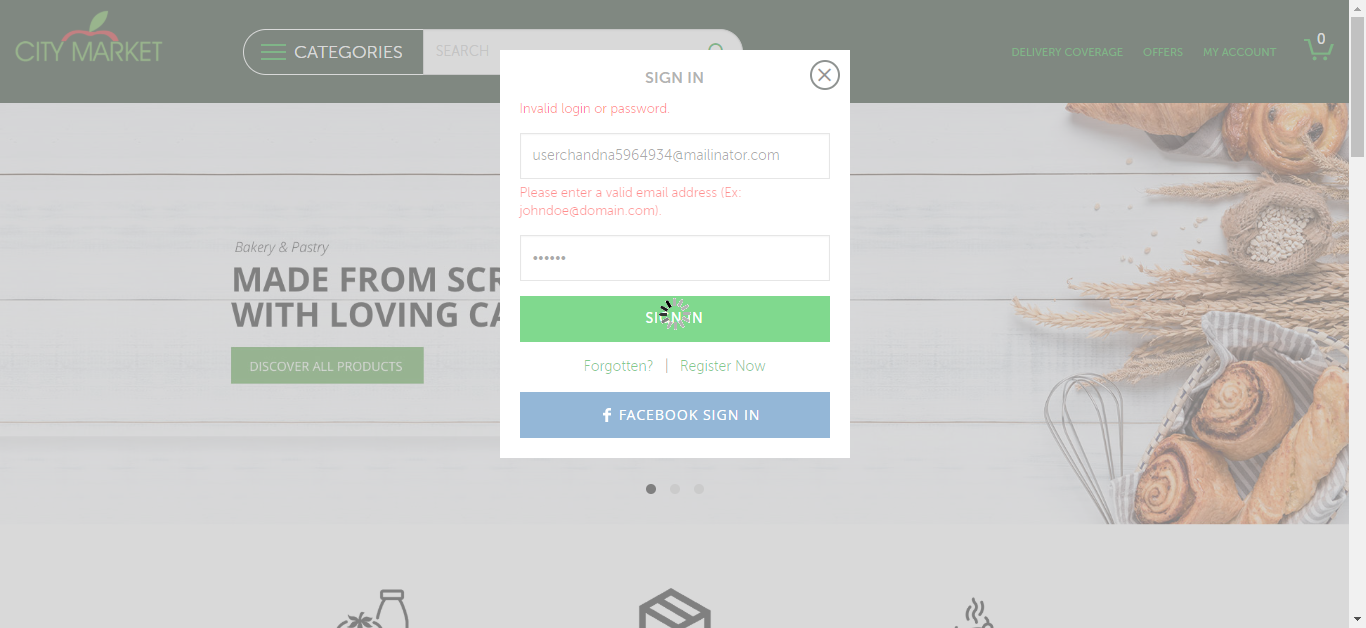 CITY MARKET
CATEGORIES
SEARCH
DELIVERY COVERAGE
OFFERS
MY ACCOUNT
0
SIGN IN
Invalid login or password.
userchandna5964934@mailinator.com
Please enter a valid email address (Ex:
johndoe@domain.com).
••••••
SIGN IN
Forgotten? | Register Now
f FACEBOOK SIGN IN
Bakery & Pastry
MADE FROM SCR
WITH LOVING CA
DISCOVER ALL PRODUCTS